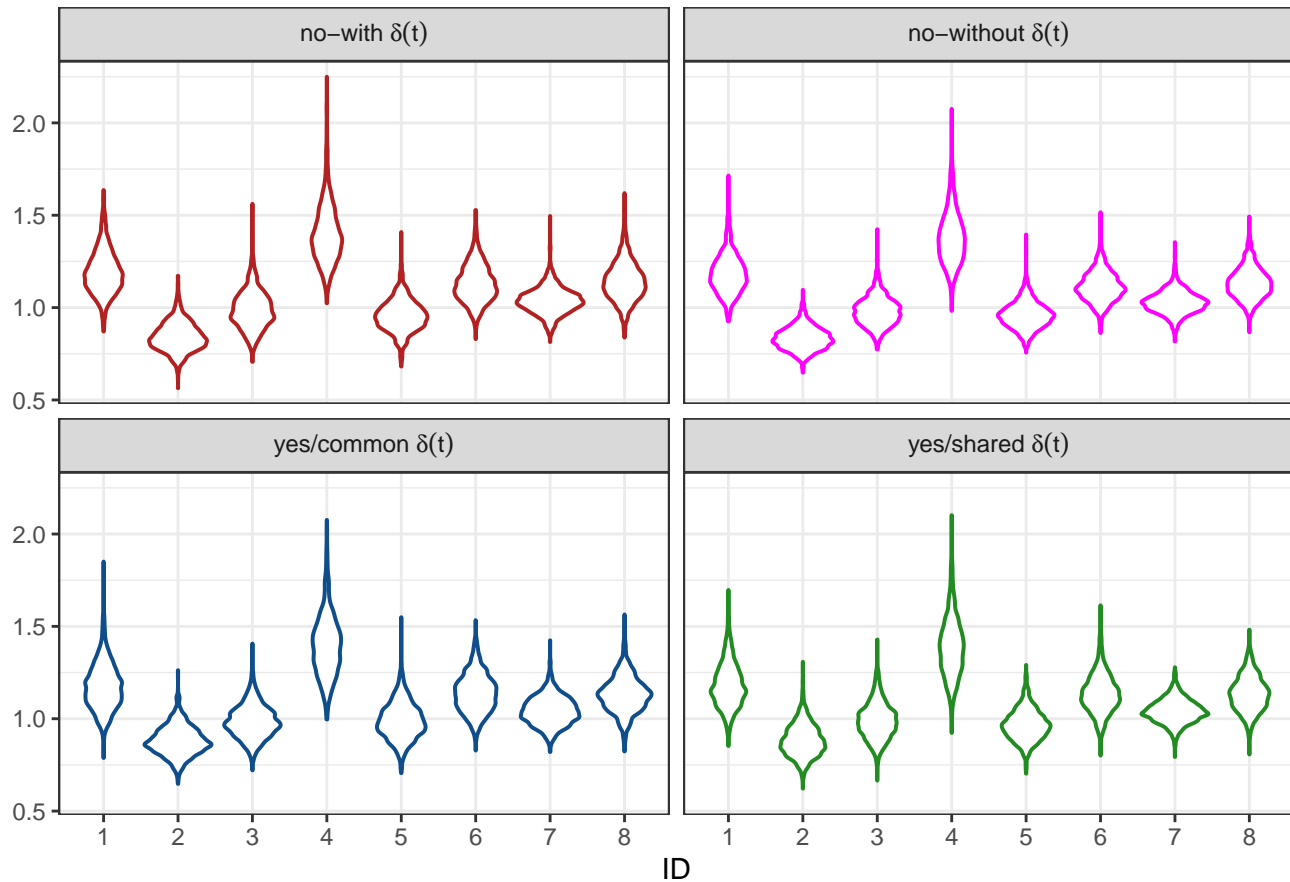 no−with δ(t)
no−without δ(t)
2.0
1.5
1.0
0.5
yes/common δ(t)
yes/shared δ(t)
2.0
1.5
1.0
0.5
1 2 3 4 5 6 7 8
1 2 3 4 5 6 7 8
ID